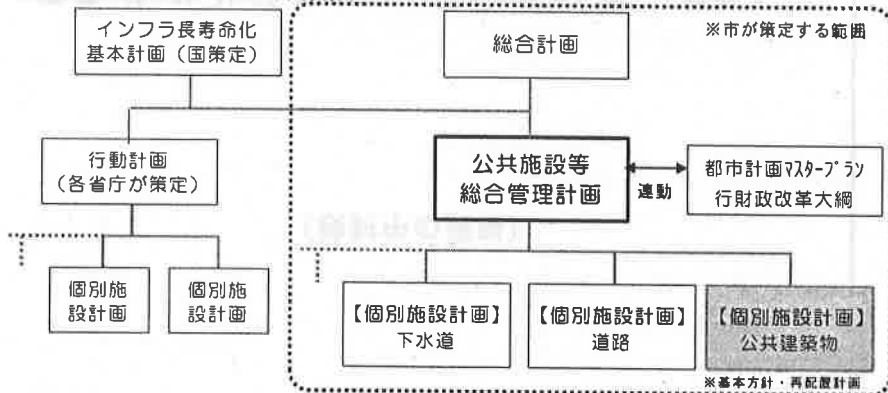 インフラ長寿命化
基本計画（国策定）
総合計画
※市が策定する範囲
行動計画
（各省庁が策定）
公共施設等
総合管理計画
連動
都市計画マスタープラン
行財政改革大綱
個別施
設計画
個別施
設計画
【個別施設計画】
下水道
【個別施設計画】
道路
【個別施設計画】
公共建築物
※基本方針・再配置計画